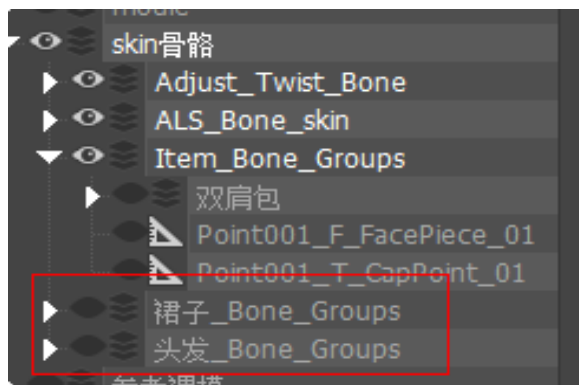 skin骨骼
Adjust_Twist_Bone
ALS_Bone_skin
Item_Bone_Groups
双肩包
Point001_F_FacePiece_01
Point001_T_CapPoint_01
裙子_Bone_Groups
头发_Bone_Groups